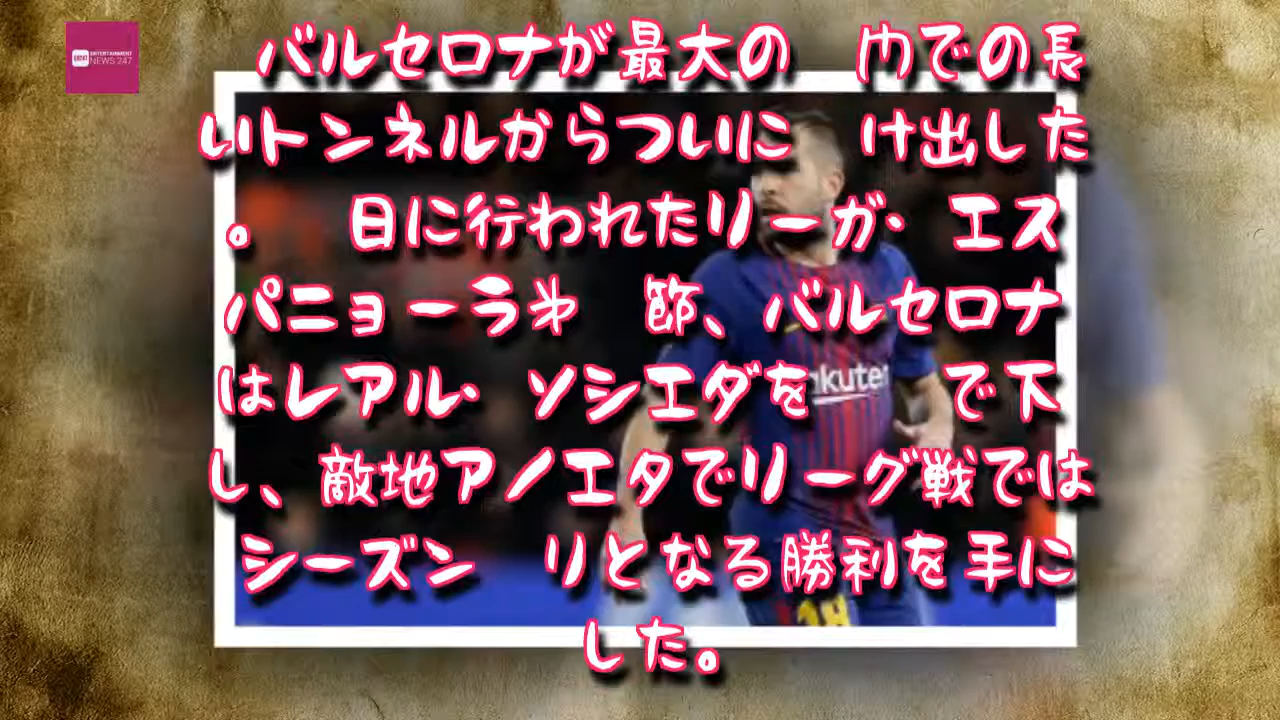 ENTERTAINMENT
NEWS 247
バルセロナが最大の 内での長
いトンネルからついに け出した
。 日に行われたリーガ・エス
パニョーラ 節、バルセロナ
はレアル・ソシエダを で下
し、敵地アノエタでリーグ戦では
シーズン りとなる勝利を手に
した。
akuten
18